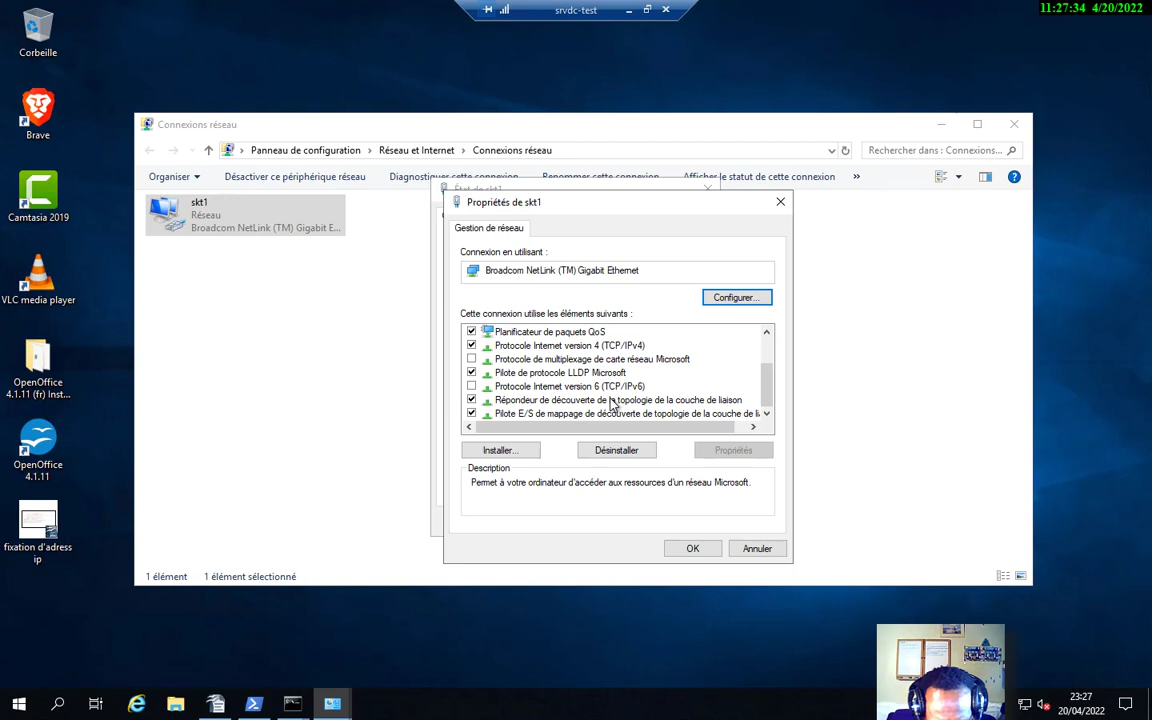 srvdc-test
11:27:34 4/20/2022
Corbeille
Brave
Camtasia 2019
VLC media player
OpenOffice
4.1.11 (fr) Inst...
OpenOffice
4.1.11
fixation d'adress
ip
Connexions réseau
Panneau de configuration > Réseau et Internet > Connexions réseau
Rechercher dans : Connexions...
Organiser
Désactiver ce périphérique réseau
Diagnostiquer cette connexion
Renommer cette connexion
Afficher le statut de cette connexion
»
skt1
Réseau
Broadcom NetLink (TM) Gigabit E...
État de skt1
Propriétés de skt1
Gestion de réseau
Connexion en utilisant :
Broadcom NetLink (TM) Gigabit Ethernet
Configurer...
Cette connexion utilise les éléments suivants :
Planificateur de paquets QoS
Protocole Internet version 4 (TCP/IPv4)
Protocole de multiplexage de carte réseau Microsoft
Pilote de protocole LLDP Microsoft
Protocole Internet version 6 (TCP/IPv6)
Répondeur de découverte de la topologie de la couche de liaison
Pilote E/S de mappage de découverte de topologie de la couche de li
Installer...
Désinstaller
Propriétés
Description
Permet à votre ordinateur d'accéder aux ressources d'un réseau Microsoft.
OK
Annuler
1 élément
1 élément sélectionné
23:27
20/04/2022